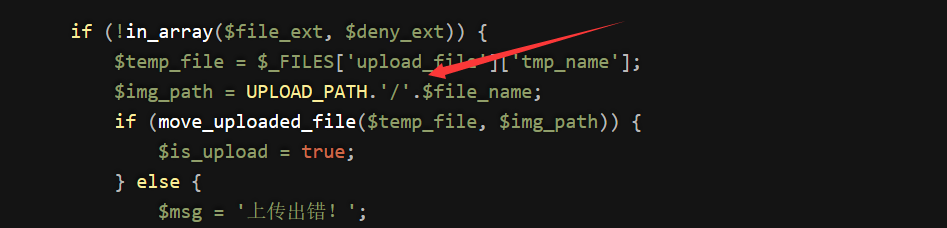 if (!in_array($file_ext, $deny_ext)) {
$temp_file = $_FILES['upload_file']['tmp_name'];
$img_path = UPLOAD_PATH.'/'.$file_name;
if (move_uploaded_file($temp_file, $img_path)) {
$is_upload = true;
} else {
$msg = '上传出错！';